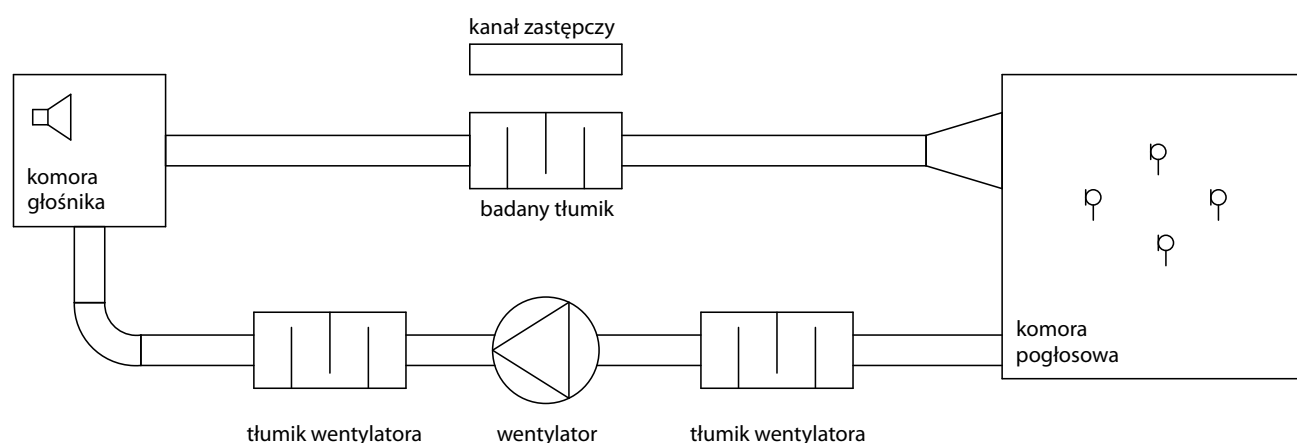 kanał zastępczy
komora
głośnika
badany tłumik
komora
pogłosowa
tłumik wentylatora
wentylator
tłumik wentylatora